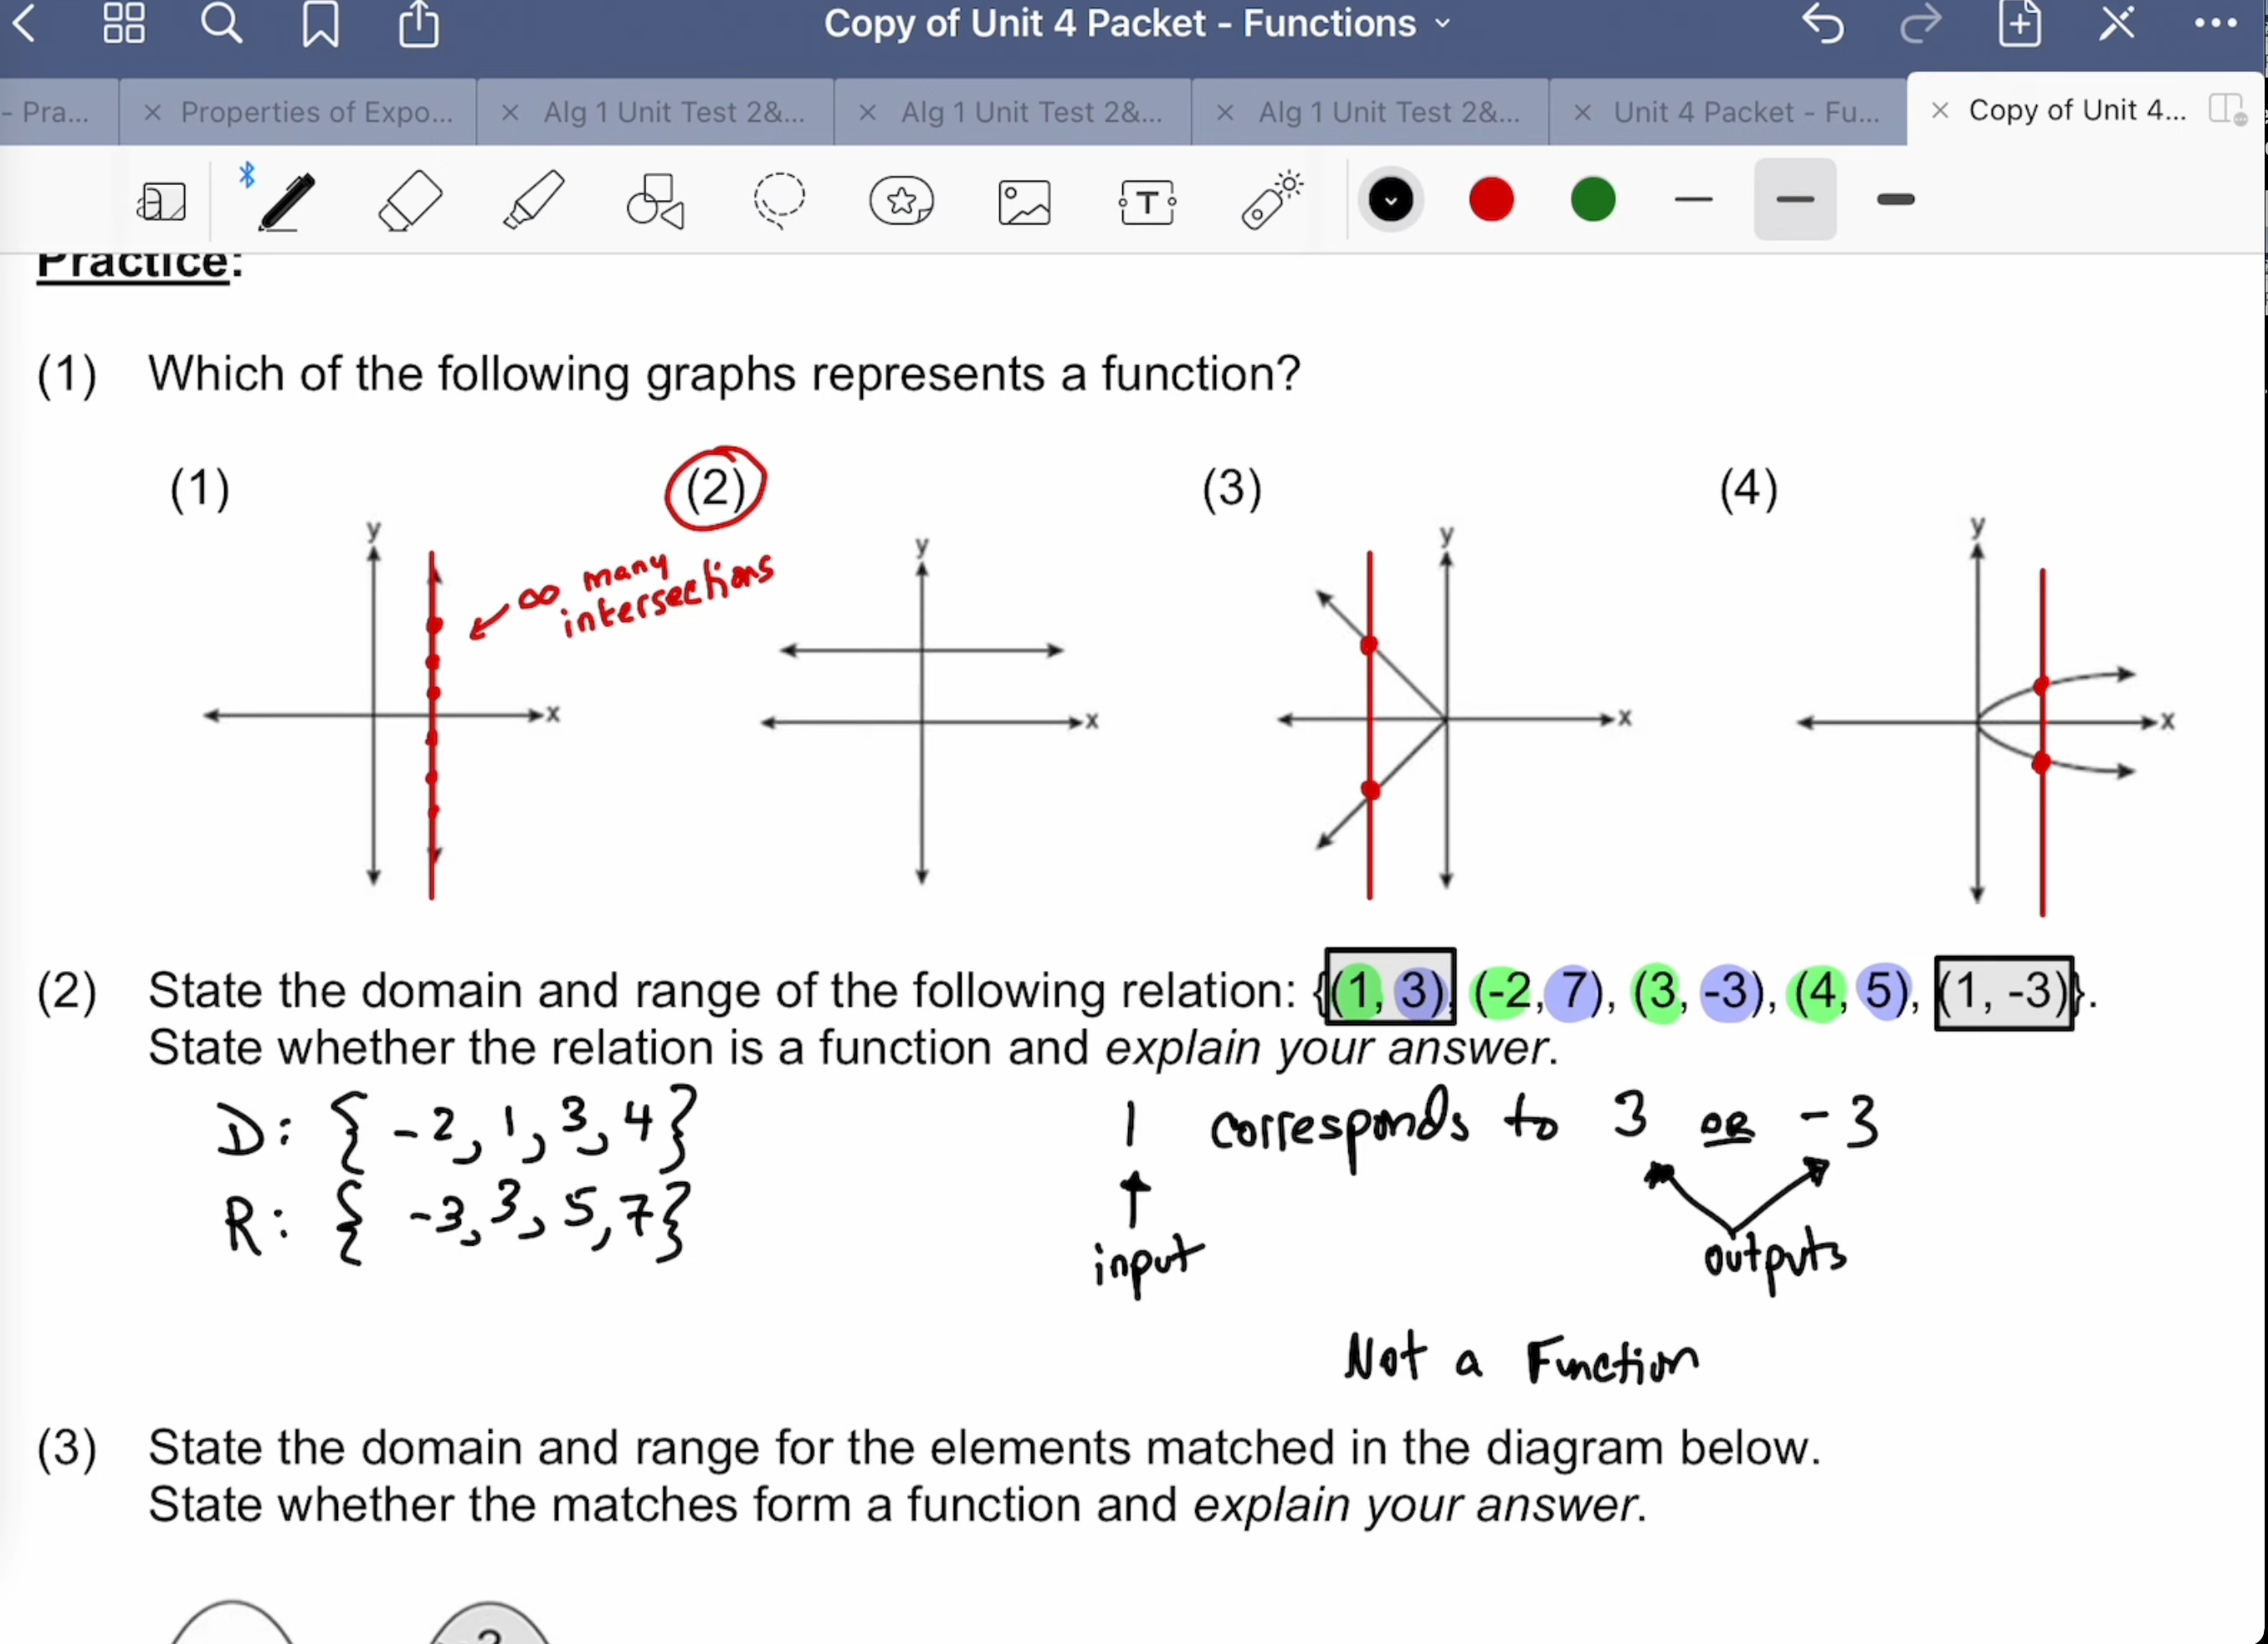 Copy of Unit 4 Packet - Functions
- Pra...
Properties of Expo...
Alg 1 Unit Test 2&...
Alg 1 Unit Test 2&...
Alg 1 Unit Test 2&...
Unit 4 Packet - Fu...
Copy of Unit 4...
Practice:
(1) Which of the following graphs represents a function?
(1) (2) (3) (4)
y y y y
∞ many
intersections
x x x x
(2) State the domain and range of the following relation: {(1, 3), (-2, 7), (3, -3), (4, 5), (1, -3)}.
State whether the relation is a function and explain your answer.
D: { -2, 1, 3, 4}
1 corresponds to 3 OR -3
R: { -3, 3, 5, 7}
input
outputs
Not a Function
(3) State the domain and range for the elements matched in the diagram below.
State whether the matches form a function and explain your answer.